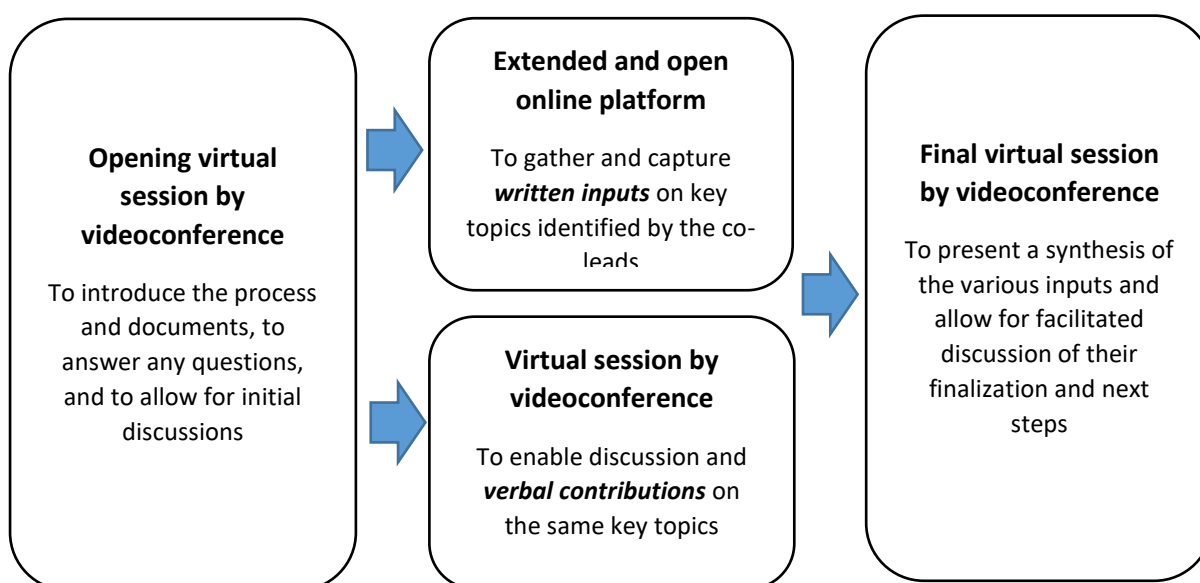 Opening virtual
session by
videoconference
To introduce the process
and documents, to
answer any questions,
and to allow for initial
discussions
Extended and open
online platform
To gather and capture
written inputs on key
topics identified by the co-
leads
Virtual session by
videoconference
To enable discussion and
verbal contributions on
the same key topics
Final virtual session
by videoconference
To present a synthesis of
the various inputs and
allow for facilitated
discussion of their
finalization and next
steps